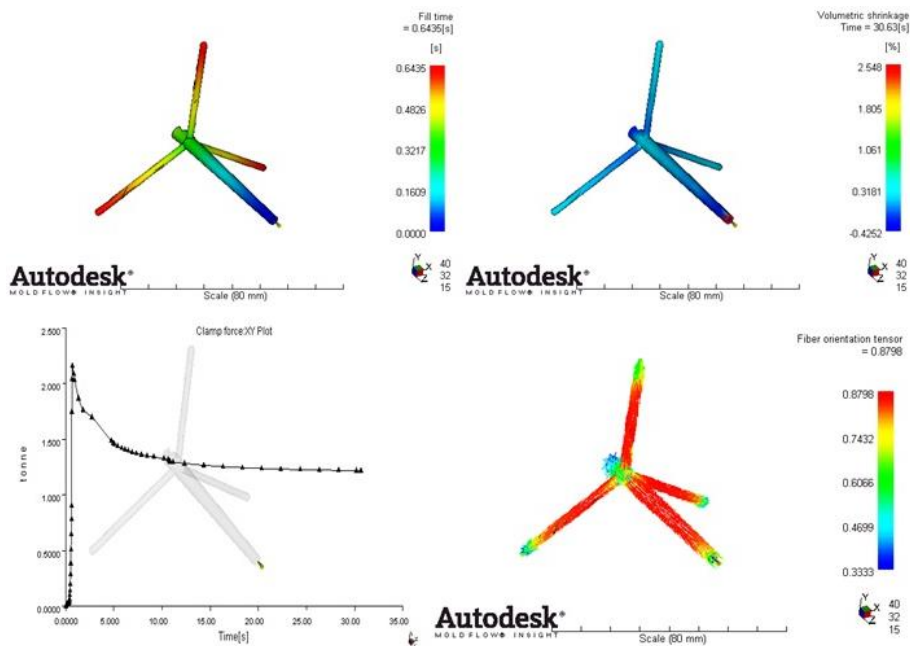 Fill time
= 0.6435[s]
[s]
0.6435
0.4826
0.3217
0.1609
0.0000
Autodesk®
MOLDFLOW® INSIGHT
Scale (80 mm)
Y
X
Z
40
32
15
Volumetric shrinkage
Time = 30.63[s]
[%]
2.548
1.805
1.061
0.3181
-0.4252
Autodesk®
MOLDFLOW® INSIGHT
Scale (80 mm)
Y
X
Z
40
32
15
Clamp force:XY Plot
2.500
2.000
1.500
1.000
0.5000
0.0000
tonne
0.0000 5.000 10.00 15.00 20.00 25.00 30.00 35.00
Time[s]
Fiber orientation tensor
= 0.8798
0.8798
0.7432
0.6066
0.4699
0.3333
Autodesk®
MOLDFLOW® INSIGHT
Scale (80 mm)
Y
X
Z
40
32
15